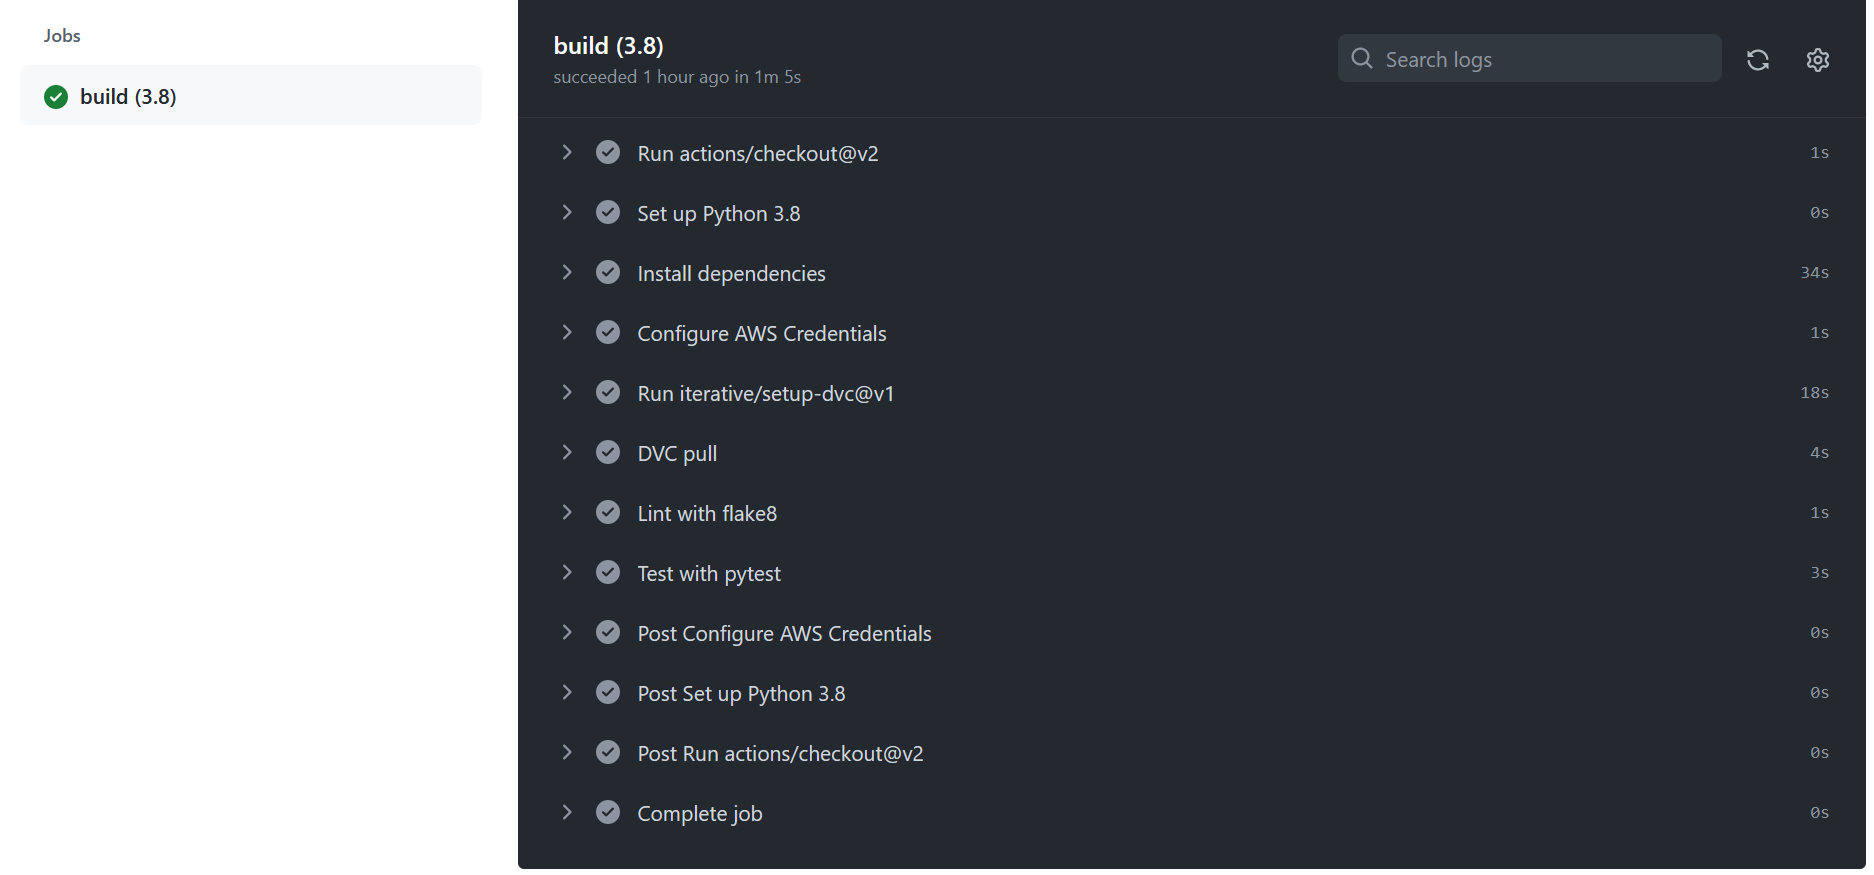 Jobs
build (3.8)
build (3.8)
succeeded 1 hour ago in 1m 5s
Search logs
Run actions/checkout@v2 1s
Set up Python 3.8 0s
Install dependencies 34s
Configure AWS Credentials 1s
Run iterative/setup-dvc@v1 18s
DVC pull 4s
Lint with flake8 1s
Test with pytest 3s
Post Configure AWS Credentials 0s
Post Set up Python 3.8 0s
Post Run actions/checkout@v2 0s
Complete job 0s